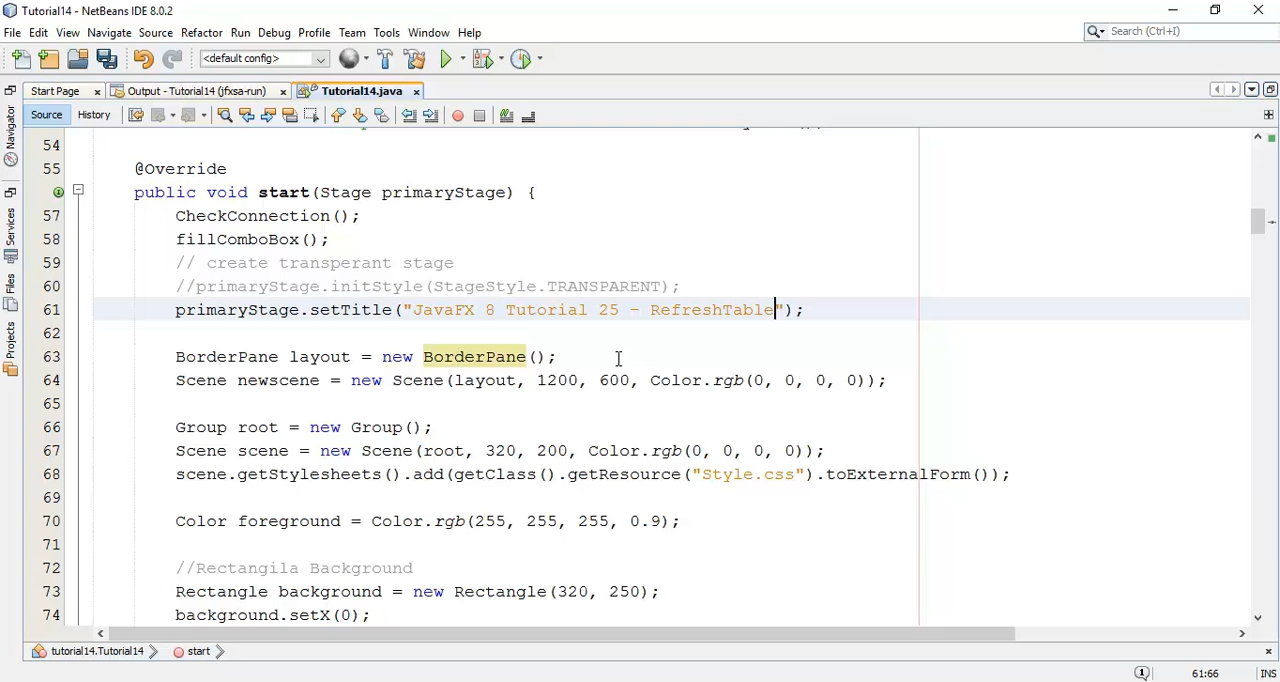 Tutorial14 - NetBeans IDE 8.0.2
File Edit View Navigate Source Refactor Run Debug Profile Team Tools Window Help
Search (Ctrl+I)
<default config>
Start Page
Output - Tutorial14 (jfxsa-run)
Tutorial14.java
Source History
Navigator
Services
Files
Projects
54
55 @Override
public void start(Stage primaryStage) {
57 CheckConnection();
58 fillComboBox();
59 // create transperant stage
60 //primaryStage.initStyle(StageStyle.TRANSPARENT);
61 primaryStage.setTitle("JavaFX 8 Tutorial 25 - RefreshTable");
62
63 BorderPane layout = new BorderPane();
64 Scene newscene = new Scene(layout, 1200, 600, Color.rgb(0, 0, 0, 0));
65
66 Group root = new Group();
67 Scene scene = new Scene(root, 320, 200, Color.rgb(0, 0, 0, 0));
68 scene.getStylesheets().add(getClass().getResource("Style.css").toExternalForm());
69
70 Color foreground = Color.rgb(255, 255, 255, 0.9);
71
72 //Rectangila Background
73 Rectangle background = new Rectangle(320, 250);
74 background.setX(0);
tutorial14.Tutorial14 start
1 61:66 INS